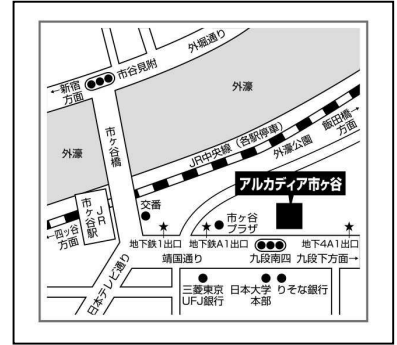 外堀通り
←新宿
方面
市谷見附
外濠
飯田橋→
方面
市ヶ谷橋
JR中央線（各駅停車）
外濠公園
外濠
アルカディア市ヶ谷
JR
市ヶ谷駅
交番
市ヶ谷
プラザ
←四ッ谷
方面
地下鉄1出口
地下鉄A1出口
地下4A1出口
靖国通り
九段南四
九段下方面→
日本テレビ通り
三菱東京
UFJ銀行
日本大学
本部
りそな銀行